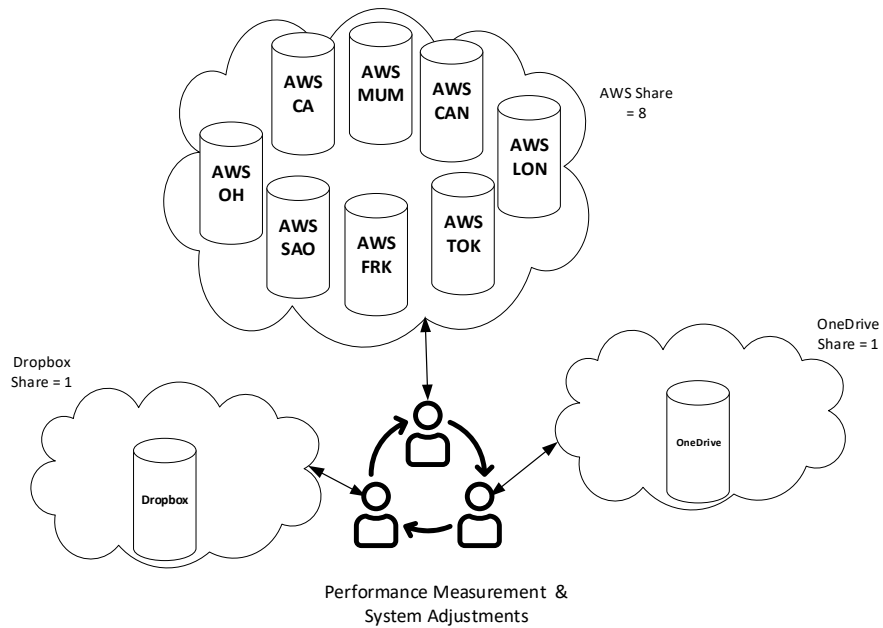 AWS
CA
AWS
MUM
AWS
CAN
AWS
LON
AWS Share
= 8
AWS
OH
AWS
SAO
AWS
FRK
AWS
TOK
OneDrive
Share = 1
Dropbox
Share = 1
OneDrive
Dropbox
Performance Measurement &
System Adjustments